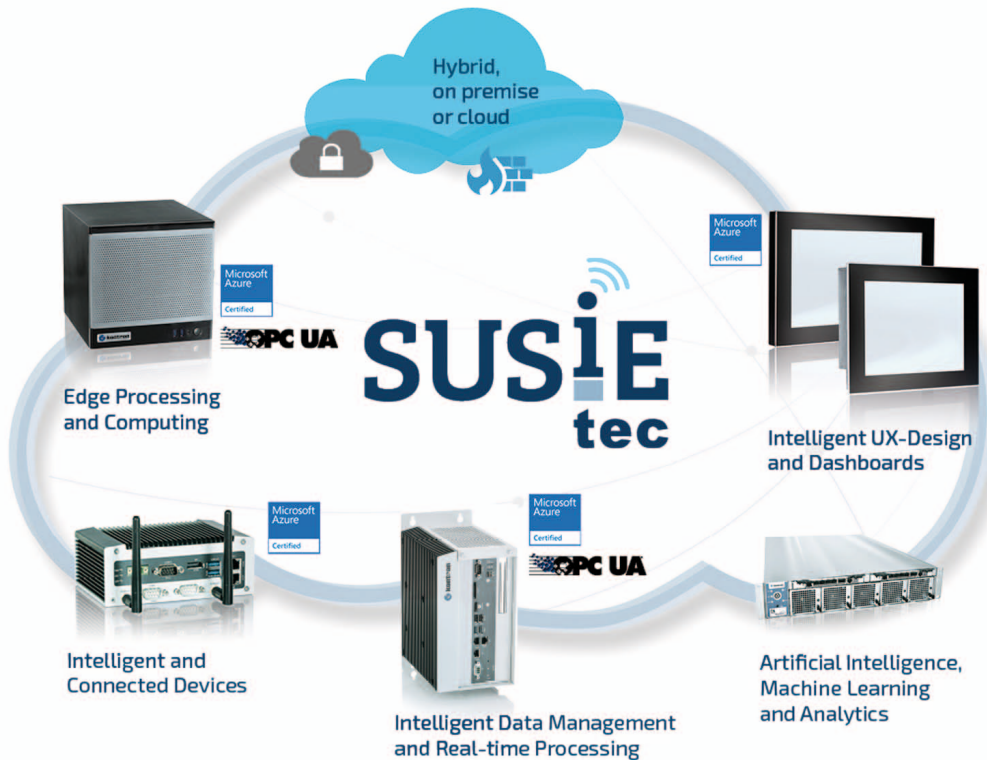 Hybrid,
on premise
or cloud
Microsoft
Azure
Certified
OPC UA
Edge Processing
and Computing
SUSiE
tec
Microsoft
Azure
Certified
Intelligent UX-Design
and Dashboards
Microsoft
Azure
Certified
Intelligent and
Connected Devices
Microsoft
Azure
Certified
OPC UA
Intelligent Data Management
and Real-time Processing
Artificial Intelligence,
Machine Learning
and Analytics